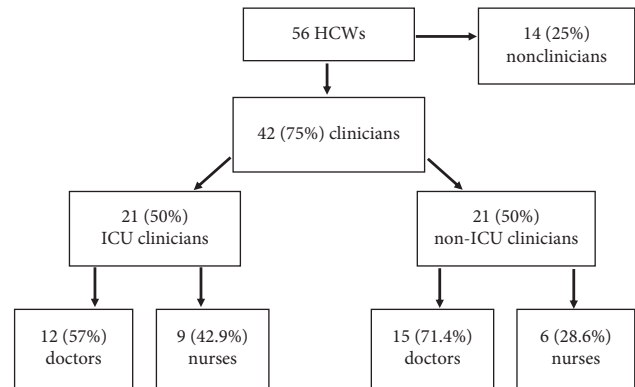 56 HCWs
14 (25%)
nonclinicians
42 (75%) clinicians
21 (50%)
ICU clinicians
21 (50%)
non-ICU clinicians
12 (57%)
doctors
9 (42.9%)
nurses
15 (71.4%)
doctors
6 (28.6%)
nurses